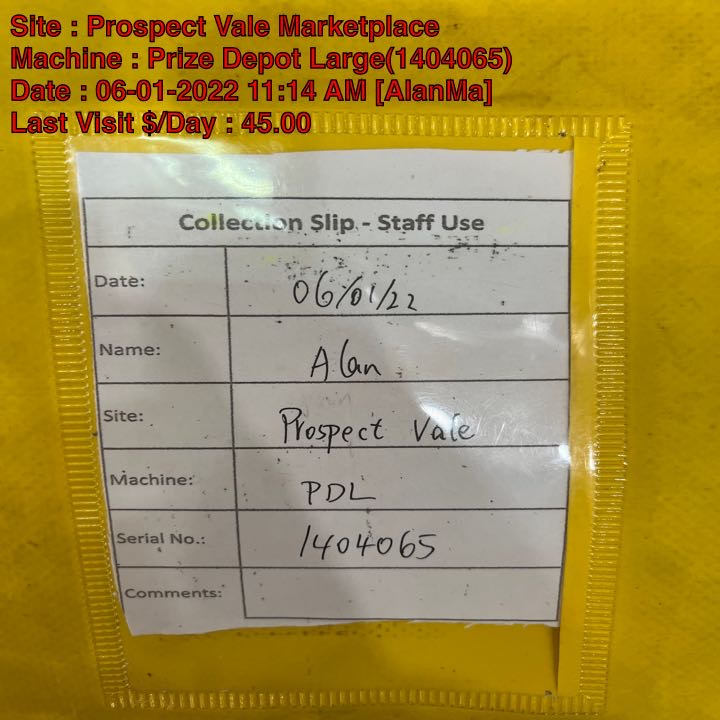 Site : Prospect Vale Marketplace
Machine : Prize Depot Large(1404065)
Date : 06-01-2022 11:14 AM [AlanMa]
Last Visit $/Day : 45.00
Collection Slip - Staff Use
Date: 06/01/22
Name: Alan
Site: Prospect Vale
Machine: PDL
Serial No.: 1404065
Comments: